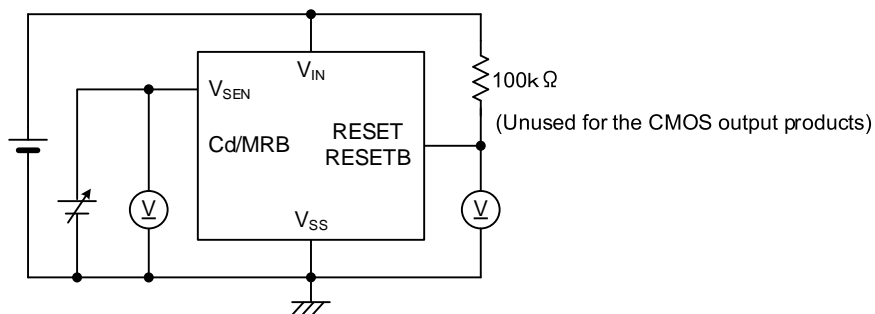 V_IN
V_SEN
100kΩ
(Unused for the CMOS output products)
Cd/MRB
RESET
RESETB
V
V
V_SS